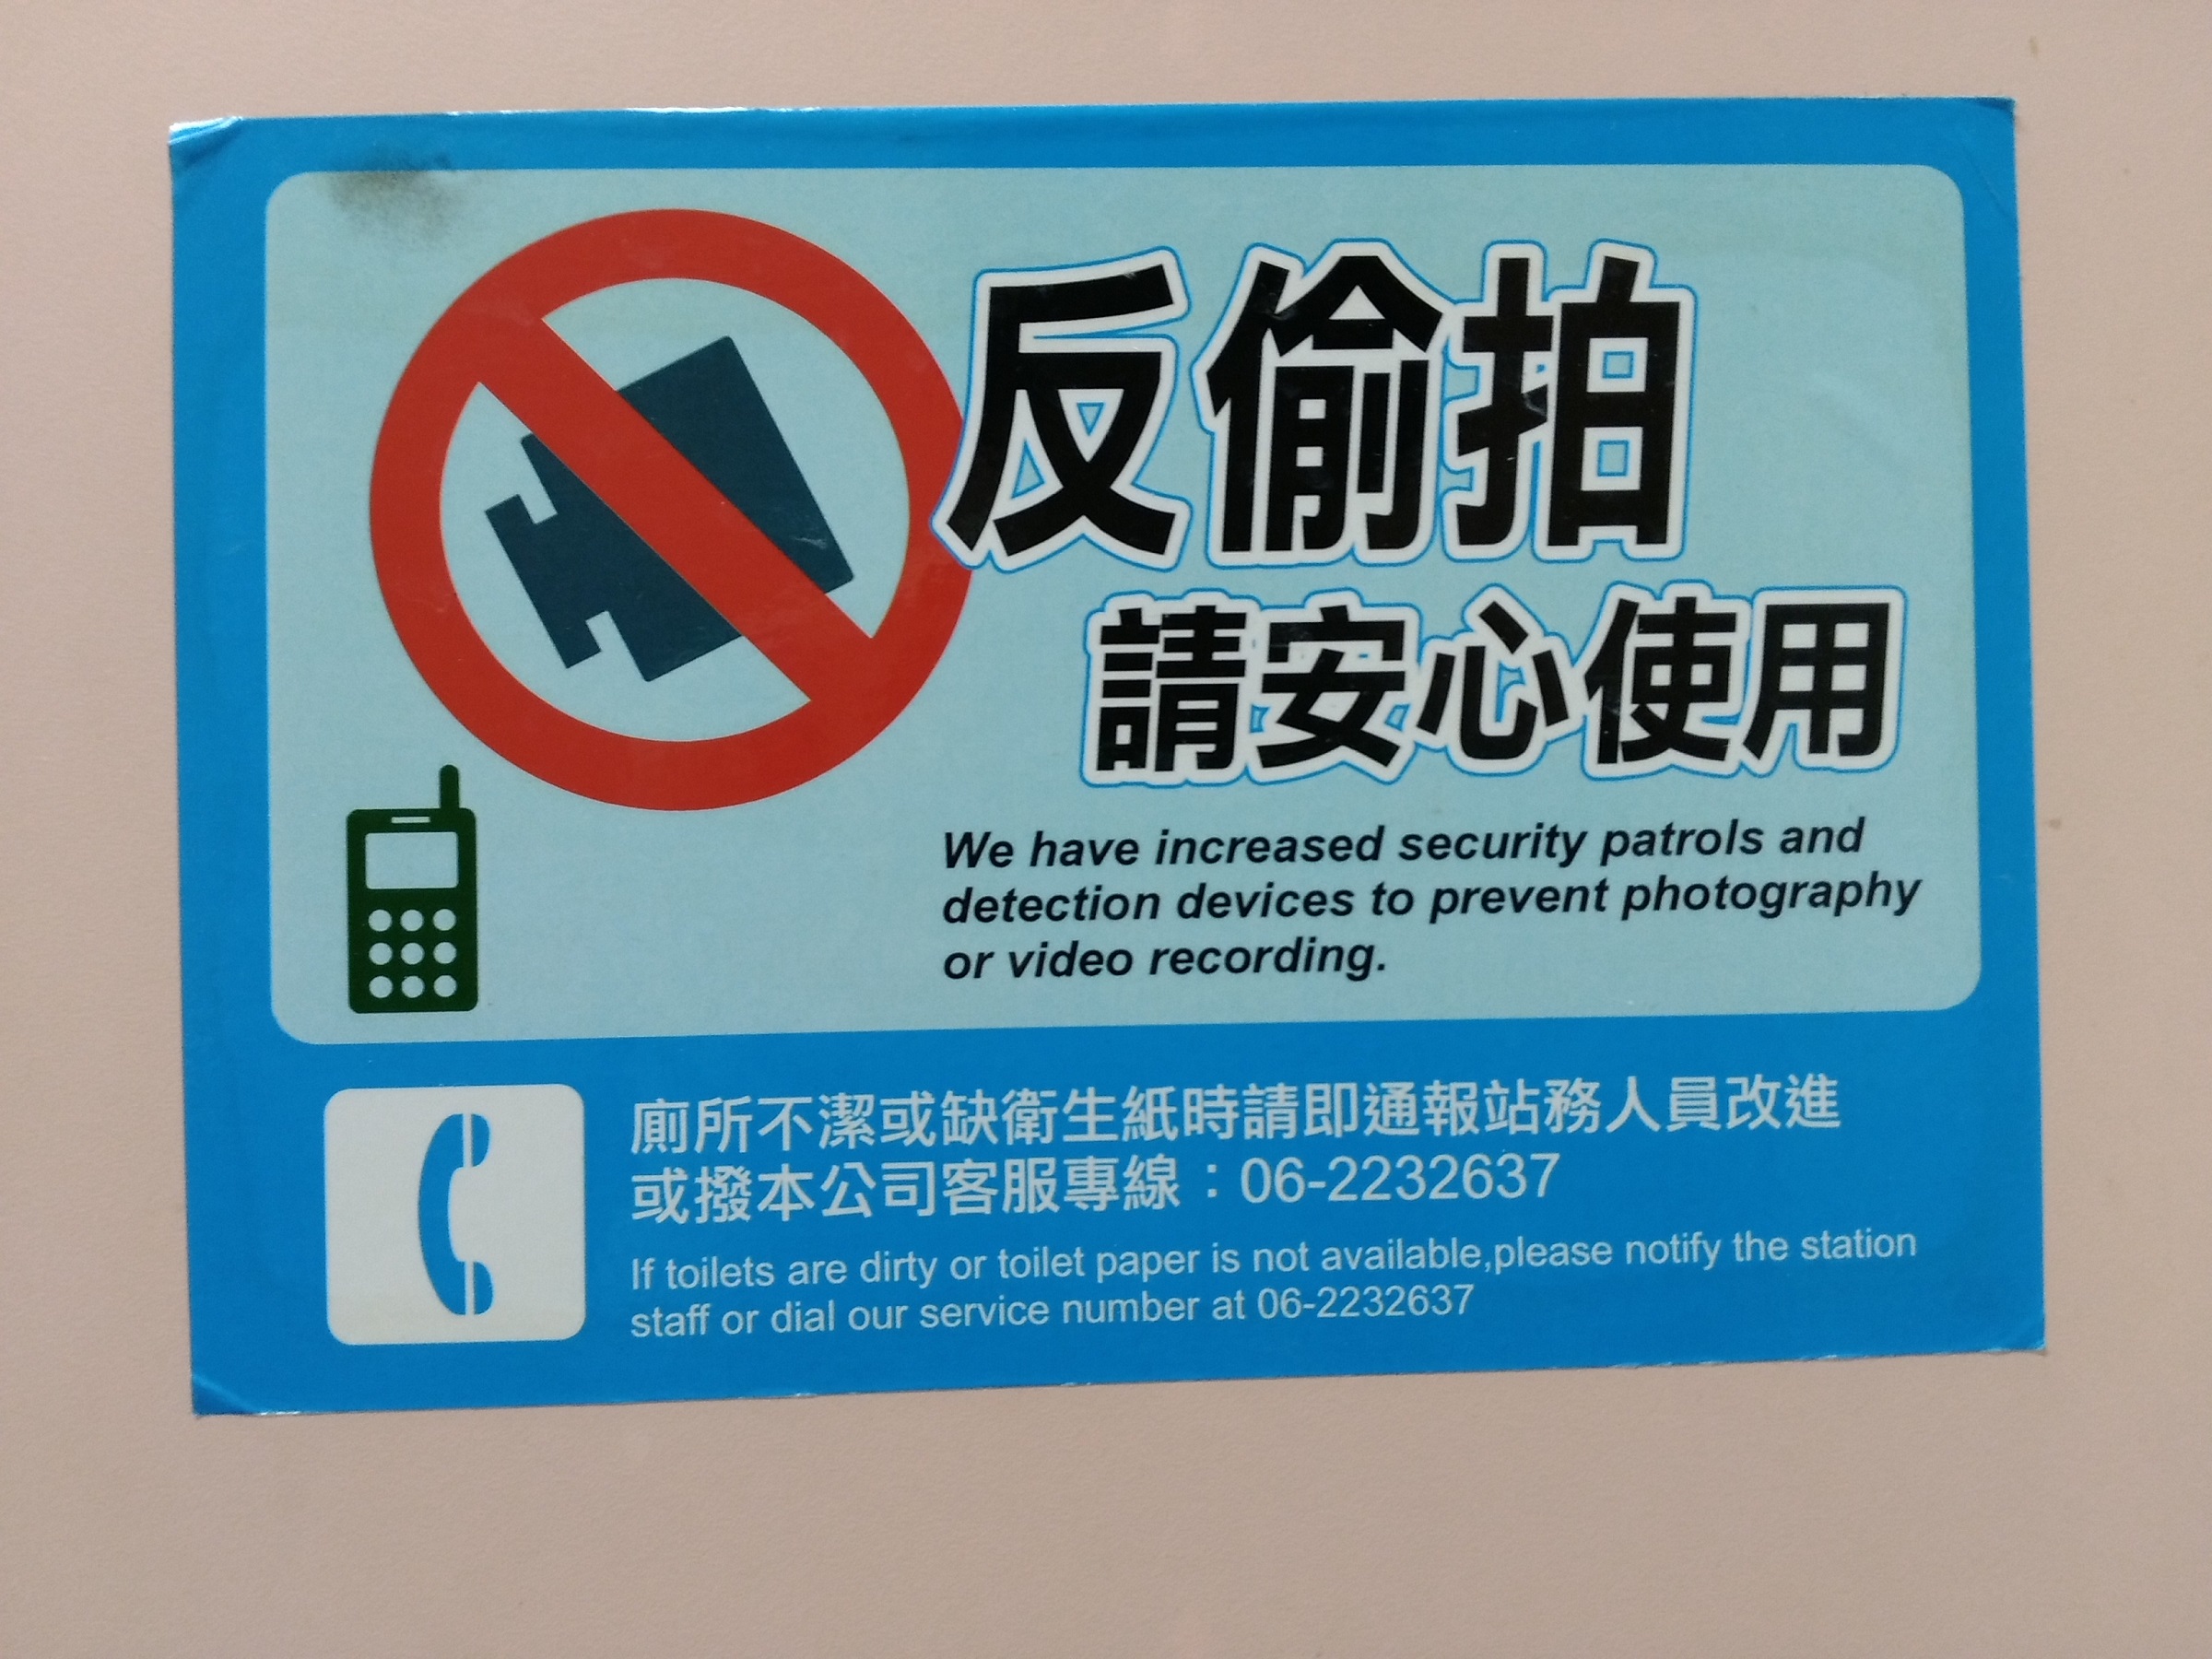 反偷拍
請安心使用
We have increased security patrols and
detection devices to prevent photography
or video recording.
廁所不潔或缺衛生紙時請即通報站務人員改進
或撥本公司客服專線：06-2232637
If toilets are dirty or toilet paper is not available,please notify the station
staff or dial our service number at 06-2232637